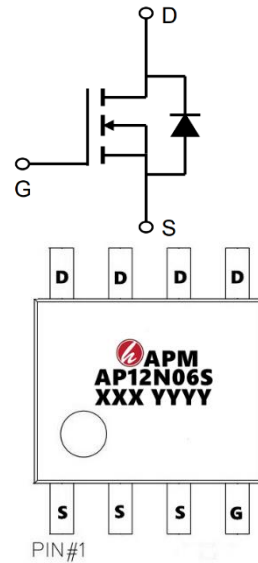 D
G
S
D D D D
APM
AP12N06S
XXX YYYY
S S S G
PIN#1